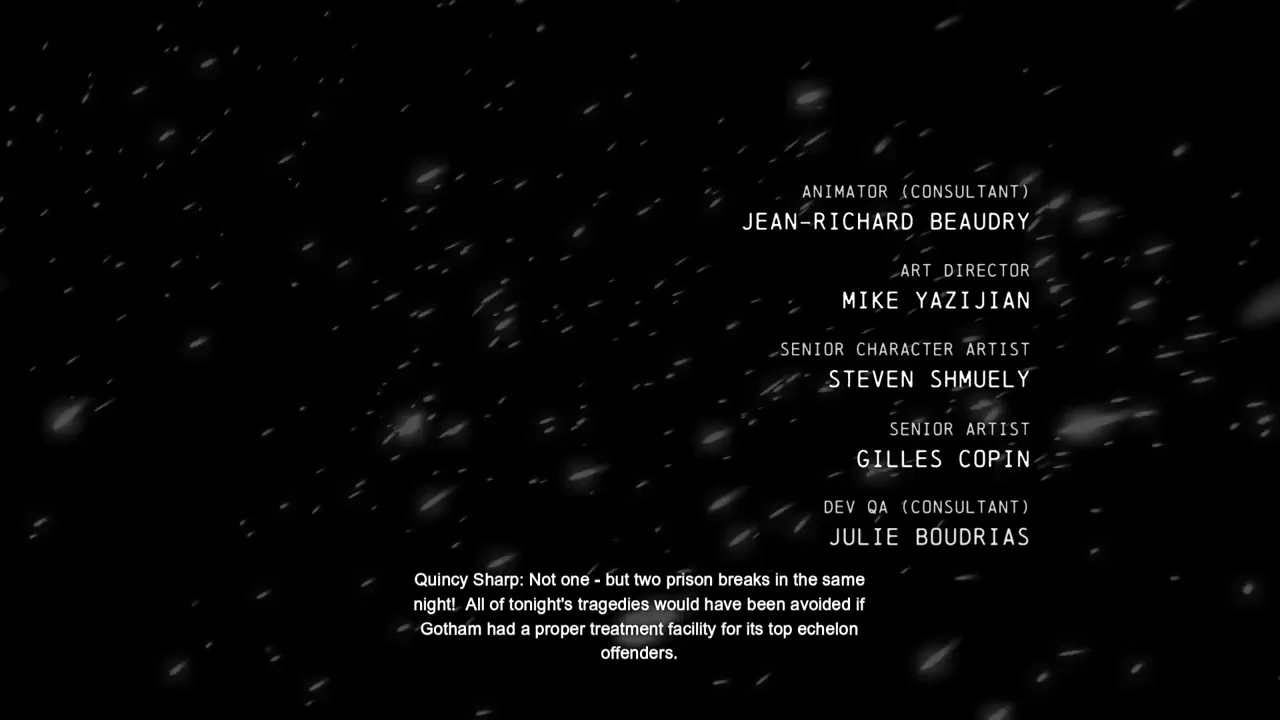 ANIMATOR (CONSULTANT)
JEAN-RICHARD BEAUDRY
ART DIRECTOR
MIKE YAZIJIAN
SENIOR CHARACTER ARTIST
STEVEN SHMUELY
SENIOR ARTIST
GILLES COPIN
DEV QA (CONSULTANT)
JULIE BOUDRIAS
Quincy Sharp: Not one - but two prison breaks in the same
night!  All of tonight's tragedies would have been avoided if
Gotham had a proper treatment facility for its top echelon
offenders.